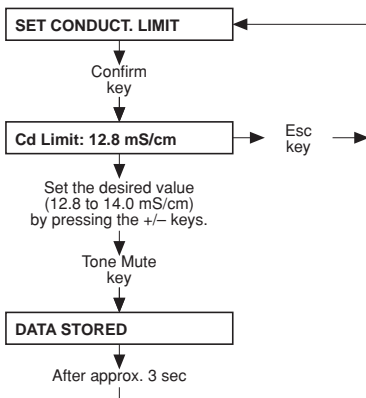 SET CONDUCT. LIMIT
Confirm
key
Cd Limit: 12.8 mS/cm
Esc
key
Set the desired value
(12.8 to 14.0 mS/cm)
by pressing the +/– keys.
Tone Mute
key
DATA STORED
After approx. 3 sec